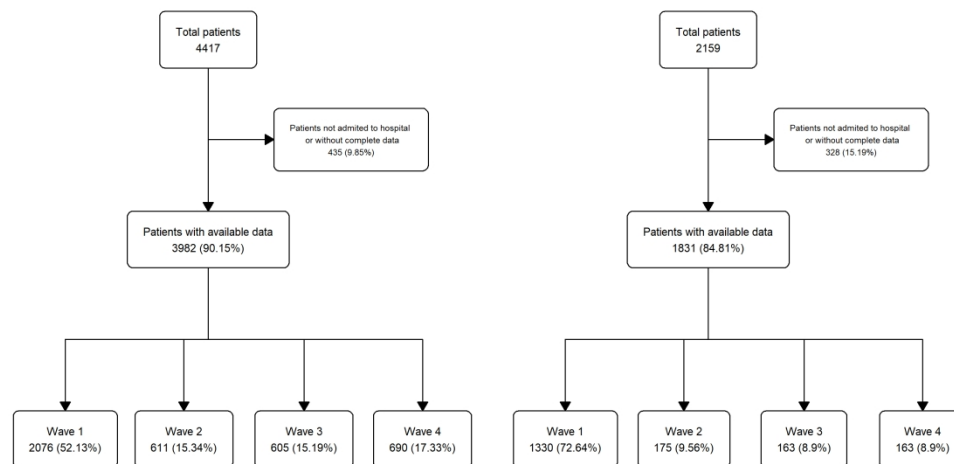 Total patients
4417
Patients not admited to hospital
or without complete data
435 (9.85%)
Patients with available data
3982 (90.15%)
Wave 1
2076 (52.13%)
Wave 2
611 (15.34%)
Wave 3
605 (15.19%)
Wave 4
690 (17.33%)
Total patients
2159
Patients not admited to hospital
or without complete data
328 (15.19%)
Patients with available data
1831 (84.81%)
Wave 1
1330 (72.64%)
Wave 2
175 (9.56%)
Wave 3
163 (8.9%)
Wave 4
163 (8.9%)